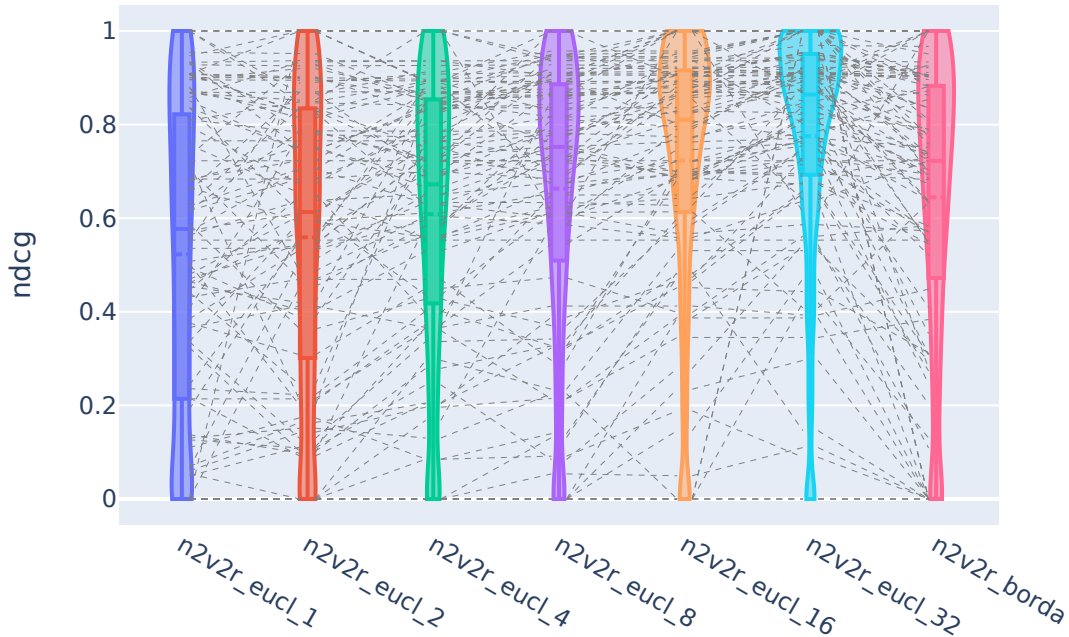 1
0.8
0.6
0.4
0.2
0
ndcg
n2v2r_eucl_1
n2v2r_eucl_2
n2v2r_eucl_4
n2v2r_eucl_8
n2v2r_eucl_16
n2v2r_eucl_32
n2v2r_borda